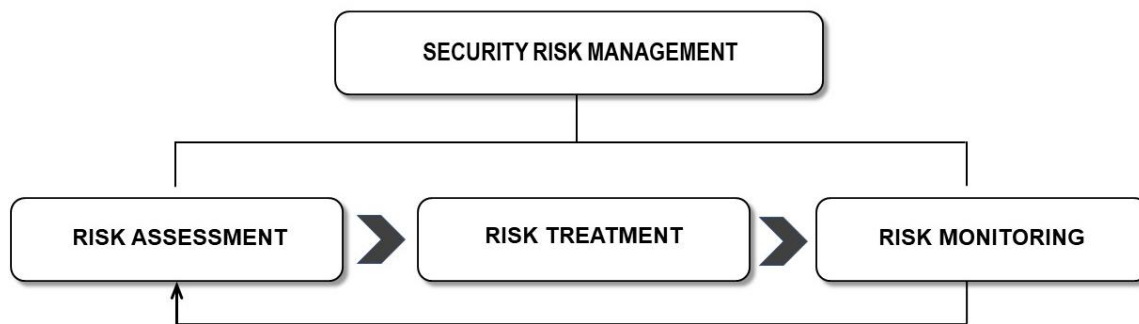 SECURITY RISK MANAGEMENT
RISK ASSESSMENT
RISK TREATMENT
RISK MONITORING